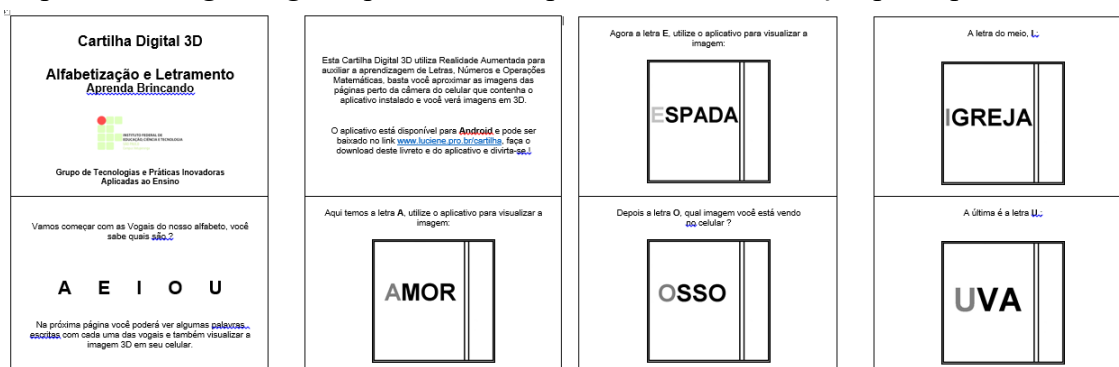 Cartilha Digital 3D
Alfabetização e Letramento
Aprenda Brincando
INSTITUTO FEDERAL DE
EDUCAÇÃO, CIÊNCIA E TECNOLOGIA
Grupo de Tecnologias e Práticas Inovadoras
Aplicadas ao Ensino
Esta Cartilha Digital 3D utiliza Realidade Aumentada para
auxiliar a aprendizagem de Letras, Números e Operações
Matemáticas, basta você aproximar as imagens das
páginas perto da câmera do celular que contenha o
aplicativo instalado e você verá imagens em 3D.
O aplicativo está disponível para Android e pode ser
baixado no link www.luciene.pro.br/cartilha, faça o
download deste livreto e do aplicativo e divirta-se !
Agora a letra E, utilize o aplicativo para visualizar a
imagem:
ESPADA
A letra do meio, I.:
IGREJA
Vamos começar com as Vogais do nosso alfabeto, você
sabe quais são ?
A E I O U
Na próxima página você poderá ver algumas palavras
escritas com cada uma das vogais e também visualizar a
imagem 3D em seu celular.
Aqui temos a letra A, utilize o aplicativo para visualizar a
imagem:
AMOR
Depois a letra O, qual imagem você está vendo
no celular ?
OSSO
A última é a letra U.:
UVA